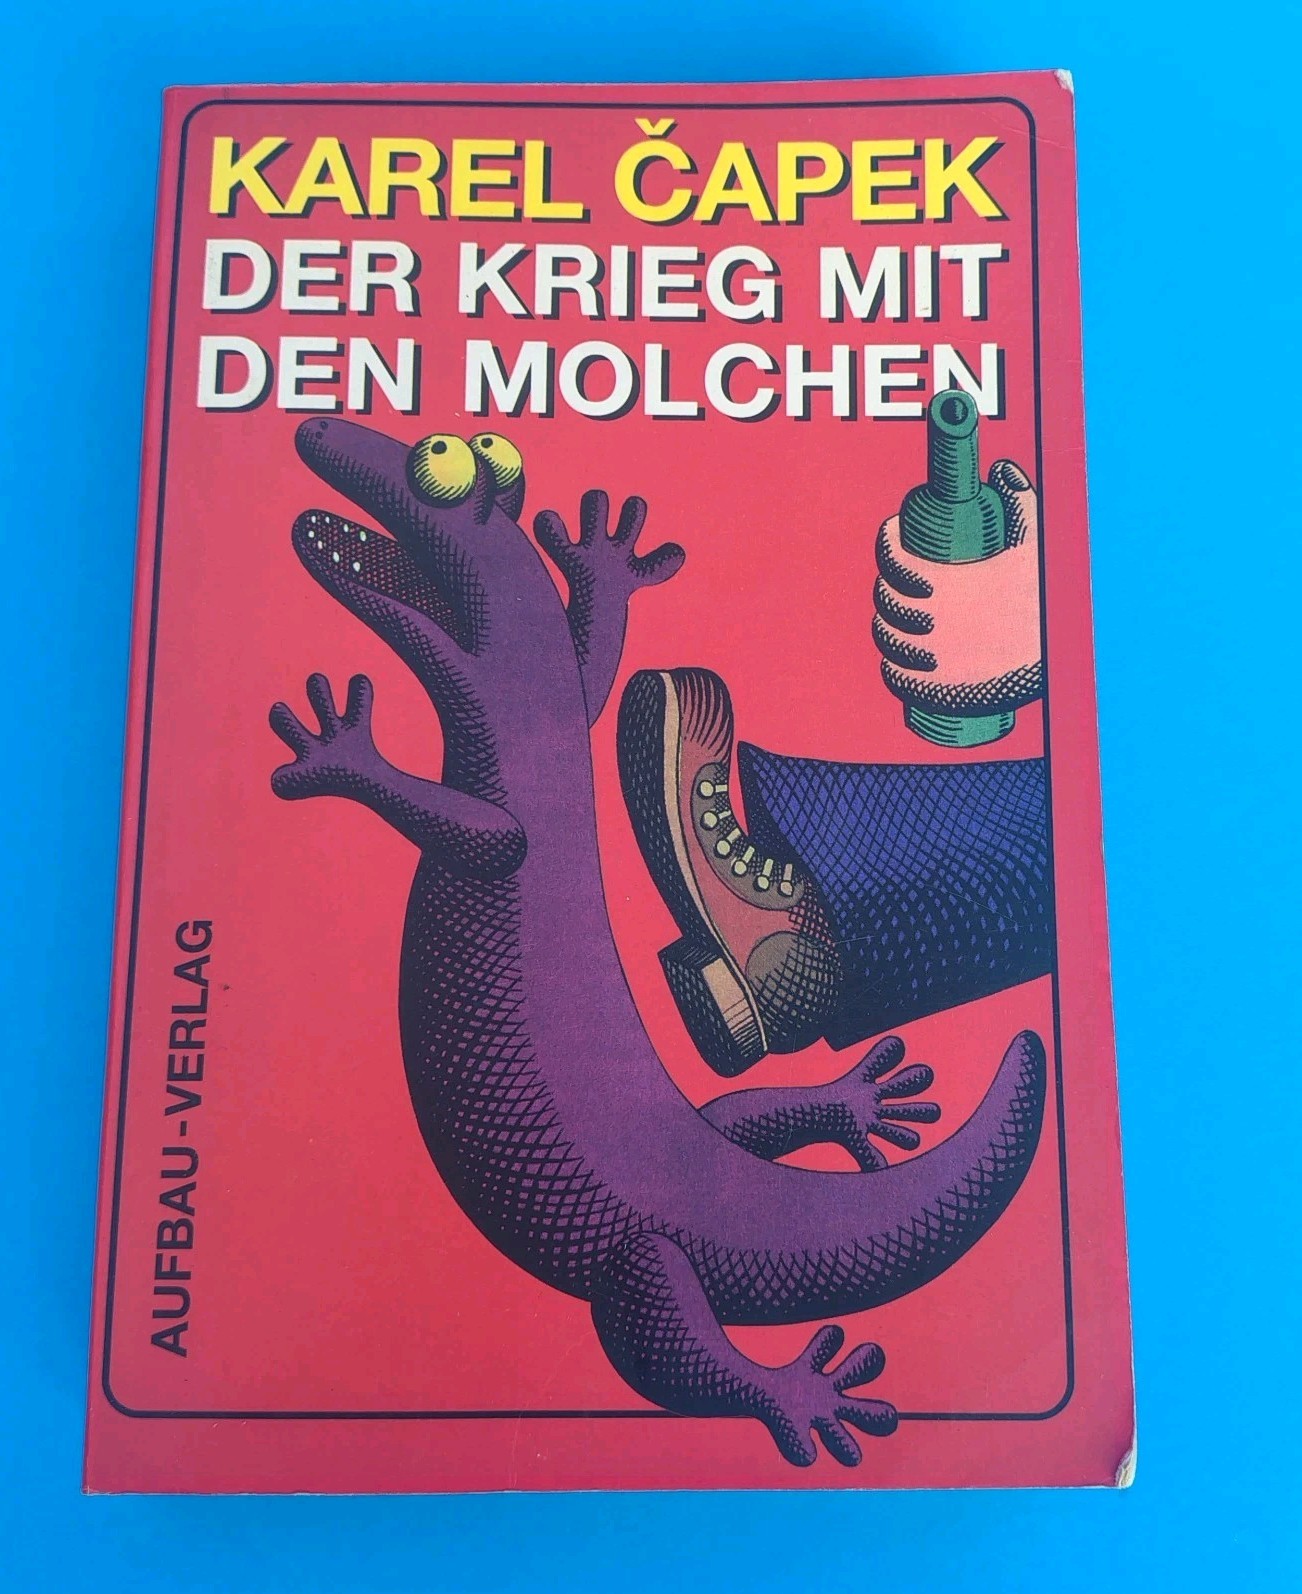 KAREL ČAPEK
DER KRIEG MIT
DEN MOLCHEN
AUFBAU-VERLAG